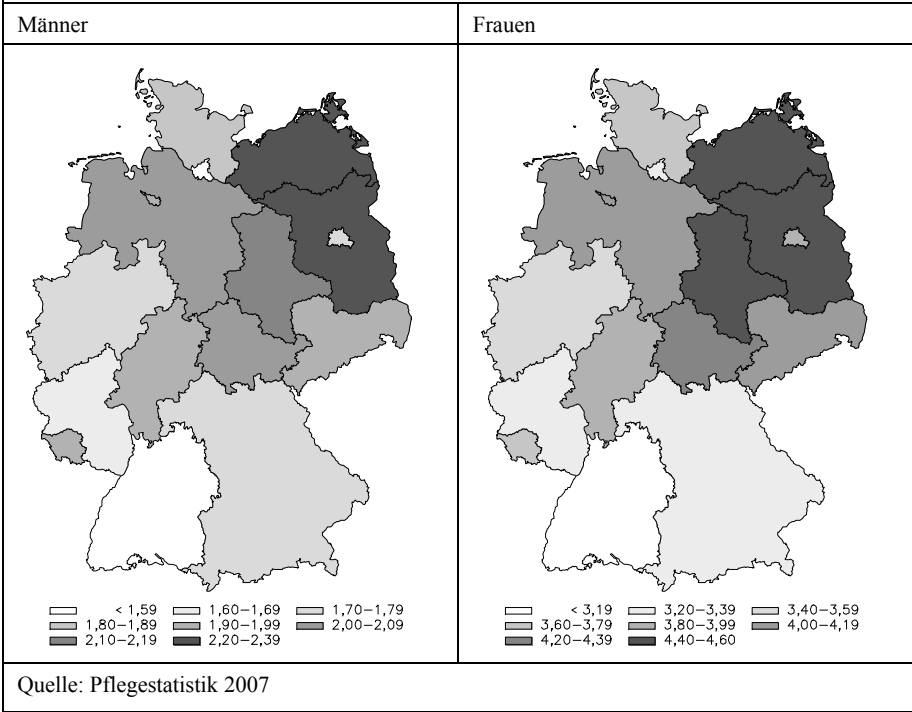 Männer
Frauen
< 1,59 1,60–1,69 1,70–1,79
1,80–1,89 1,90–1,99 2,00–2,09
2,10–2,19 2,20–2,39
< 3,19 3,20–3,39 3,40–3,59
3,60–3,79 3,80–3,99 4,00–4,19
4,20–4,39 4,40–4,60
Quelle: Pflegestatistik 2007